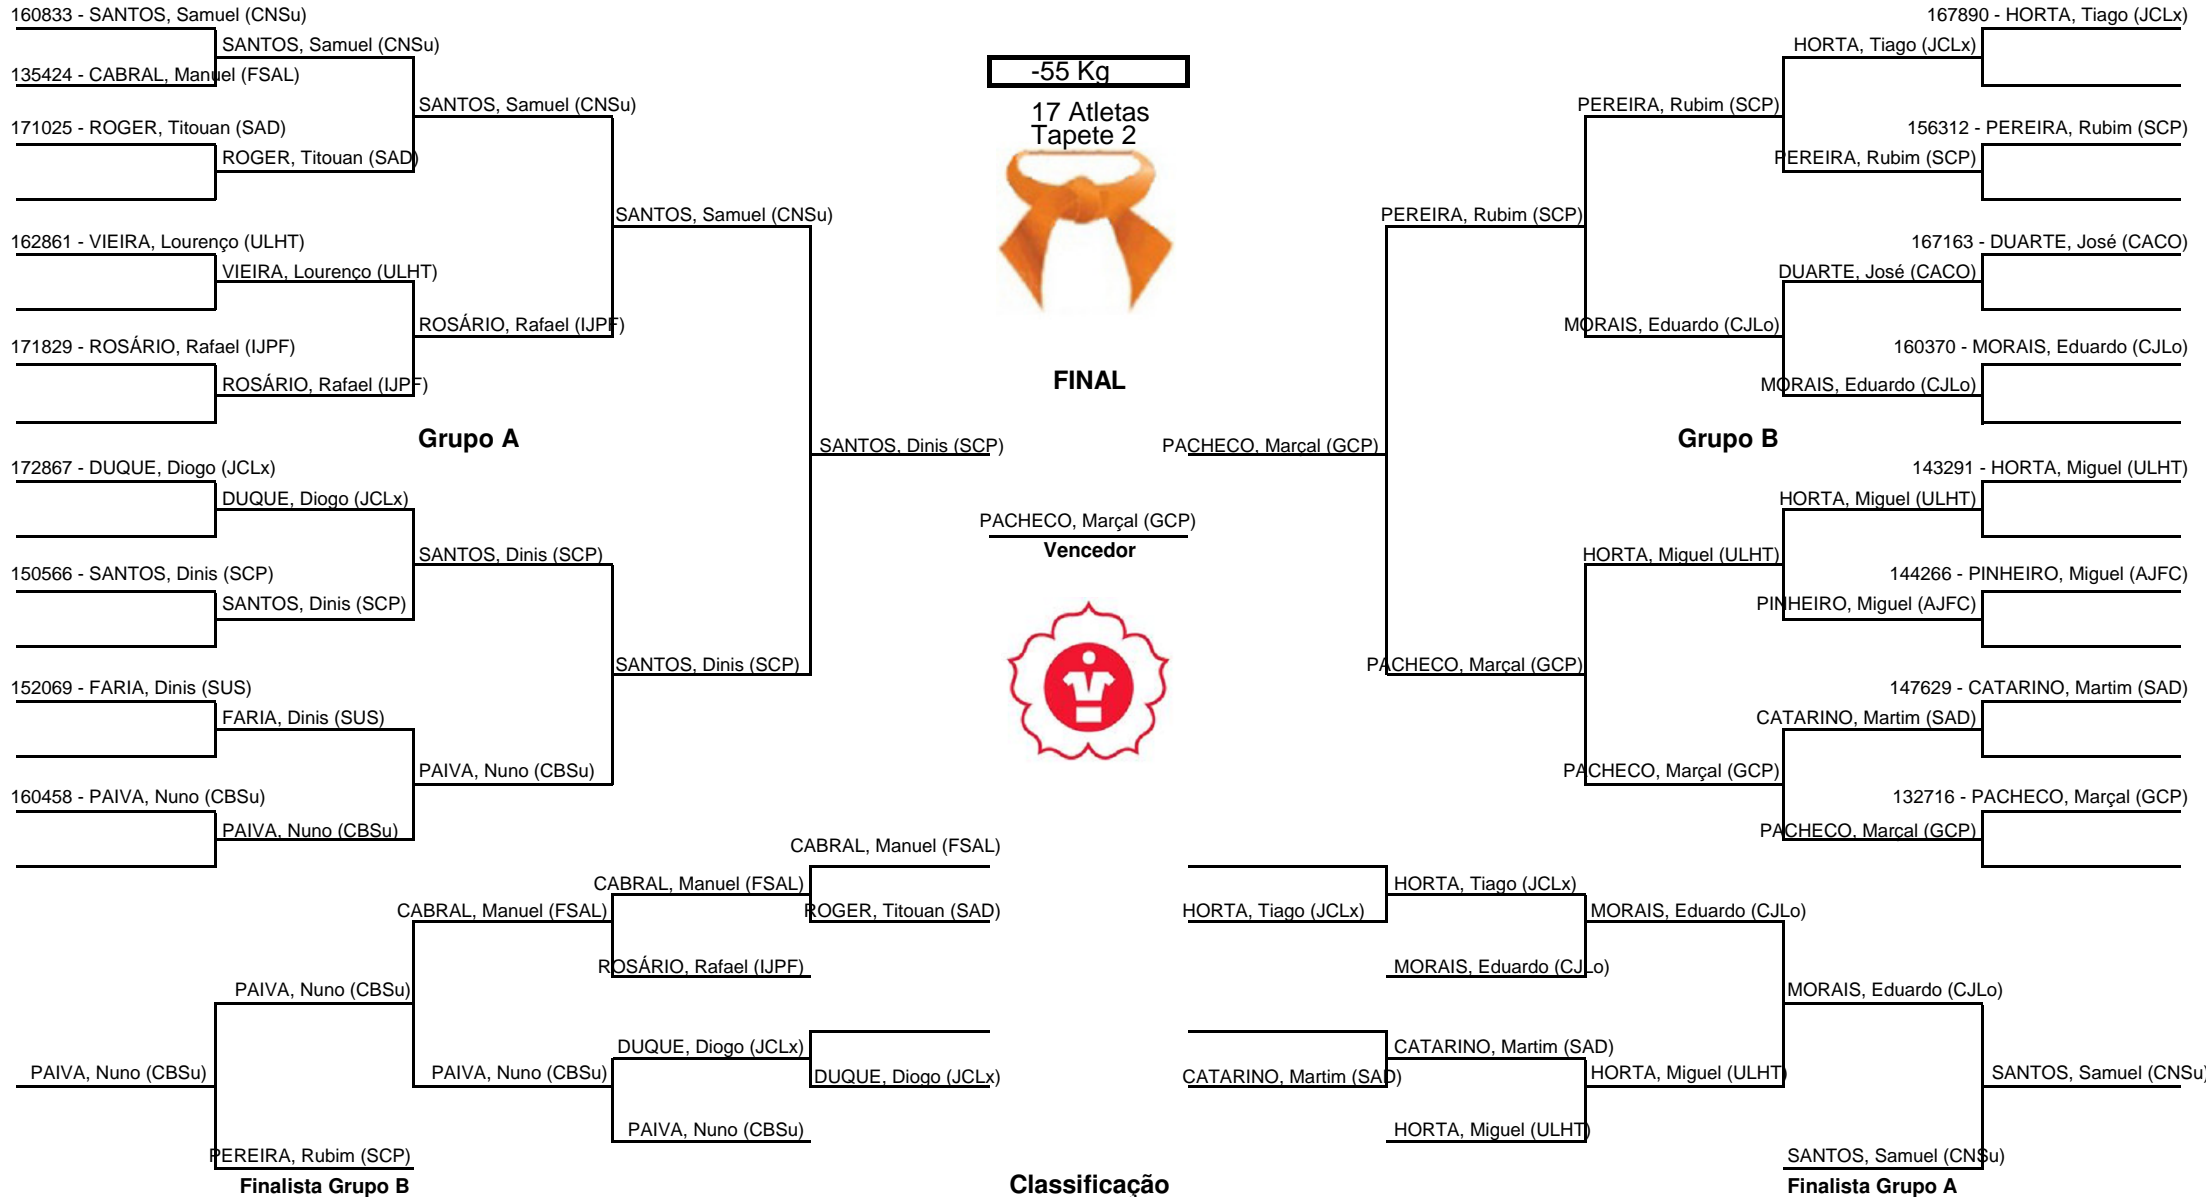 160833 - SANTOS, Samuel (CNSu)
SANTOS, Samuel (CNSu)
135424 - CABRAL, Manuel (FSAL)
SANTOS, Samuel (CNSu)
171025 - ROGER, Titouan (SAD)
ROGER, Titouan (SAD)
SANTOS, Samuel (CNSu)
162861 - VIEIRA, Lourenço (ULHT)
VIEIRA, Lourenço (ULHT)
ROSÁRIO, Rafael (IJPF)
171829 - ROSÁRIO, Rafael (IJPF)
ROSÁRIO, Rafael (IJPF)
Grupo A
SANTOS, Dinis (SCP)
172867 - DUQUE, Diogo (JCLx)
DUQUE, Diogo (JCLx)
SANTOS, Dinis (SCP)
150566 - SANTOS, Dinis (SCP)
SANTOS, Dinis (SCP)
SANTOS, Dinis (SCP)
152069 - FARIA, Dinis (SUS)
FARIA, Dinis (SUS)
PAIVA, Nuno (CBSu)
160458 - PAIVA, Nuno (CBSu)
PAIVA, Nuno (CBSu)
-55 Kg
17 Atletas
Tapete 2
FINAL
PACHECO, Marçal (GCP)
Vencedor
167890 - HORTA, Tiago (JCLx)
HORTA, Tiago (JCLx)
PEREIRA, Rubim (SCP)
156312 - PEREIRA, Rubim (SCP)
PEREIRA, Rubim (SCP)
PEREIRA, Rubim (SCP)
167163 - DUARTE, José (CACO)
DUARTE, José (CACO)
MORAIS, Eduardo (CJLo)
160370 - MORAIS, Eduardo (CJLo)
MORAIS, Eduardo (CJLo)
Grupo B
PACHECO, Marçal (GCP)
143291 - HORTA, Miguel (ULHT)
HORTA, Miguel (ULHT)
HORTA, Miguel (ULHT)
144266 - PINHEIRO, Miguel (AJFC)
PINHEIRO, Miguel (AJFC)
PACHECO, Marçal (GCP)
147629 - CATARINO, Martim (SAD)
CATARINO, Martim (SAD)
PACHECO, Marçal (GCP)
132716 - PACHECO, Marçal (GCP)
PACHECO, Marçal (GCP)
CABRAL, Manuel (FSAL)
CABRAL, Manuel (FSAL)
CABRAL, Manuel (FSAL)
ROGER, Titouan (SAD)
ROSÁRIO, Rafael (IJPF)
PAIVA, Nuno (CBSu)
DUQUE, Diogo (JCLx)
PAIVA, Nuno (CBSu)
PAIVA, Nuno (CBSu)
DUQUE, Diogo (JCLx)
PAIVA, Nuno (CBSu)
PEREIRA, Rubim (SCP)
Finalista Grupo B
HORTA, Tiago (JCLx)
HORTA, Tiago (JCLx)
MORAIS, Eduardo (CJLo)
MORAIS, Eduardo (CJLo)
MORAIS, Eduardo (CJLo)
CATARINO, Martim (SAD)
CATARINO, Martim (SAD)
HORTA, Miguel (ULHT)
SANTOS, Samuel (CNSu)
HORTA, Miguel (ULHT)
SANTOS, Samuel (CNSu)
Finalista Grupo A
Classificação